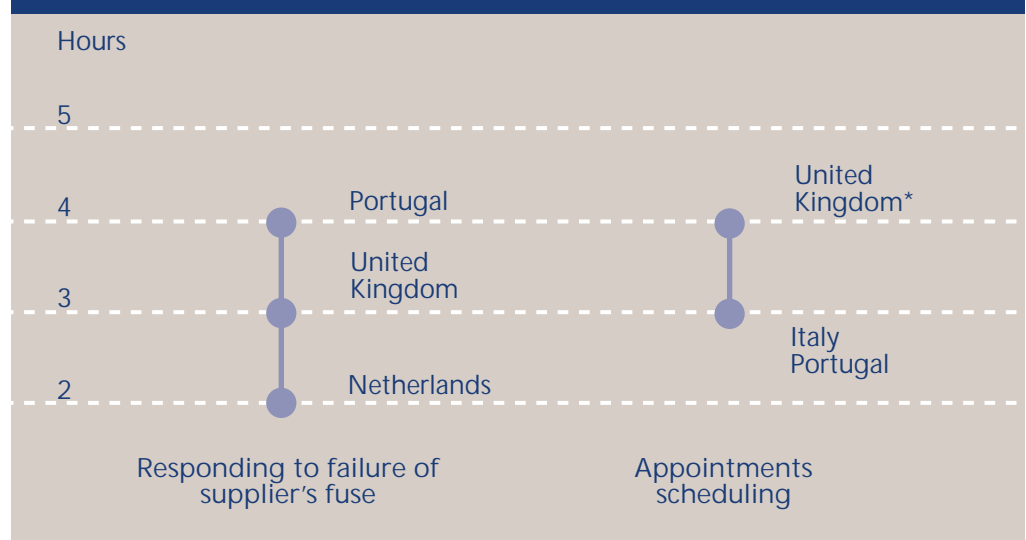 Hours
5
4
3
2
Portugal
United
Kingdom
Netherlands
United
Kingdom*
Italy
Portugal
Responding to failure of
supplier's fuse
Appointments
scheduling